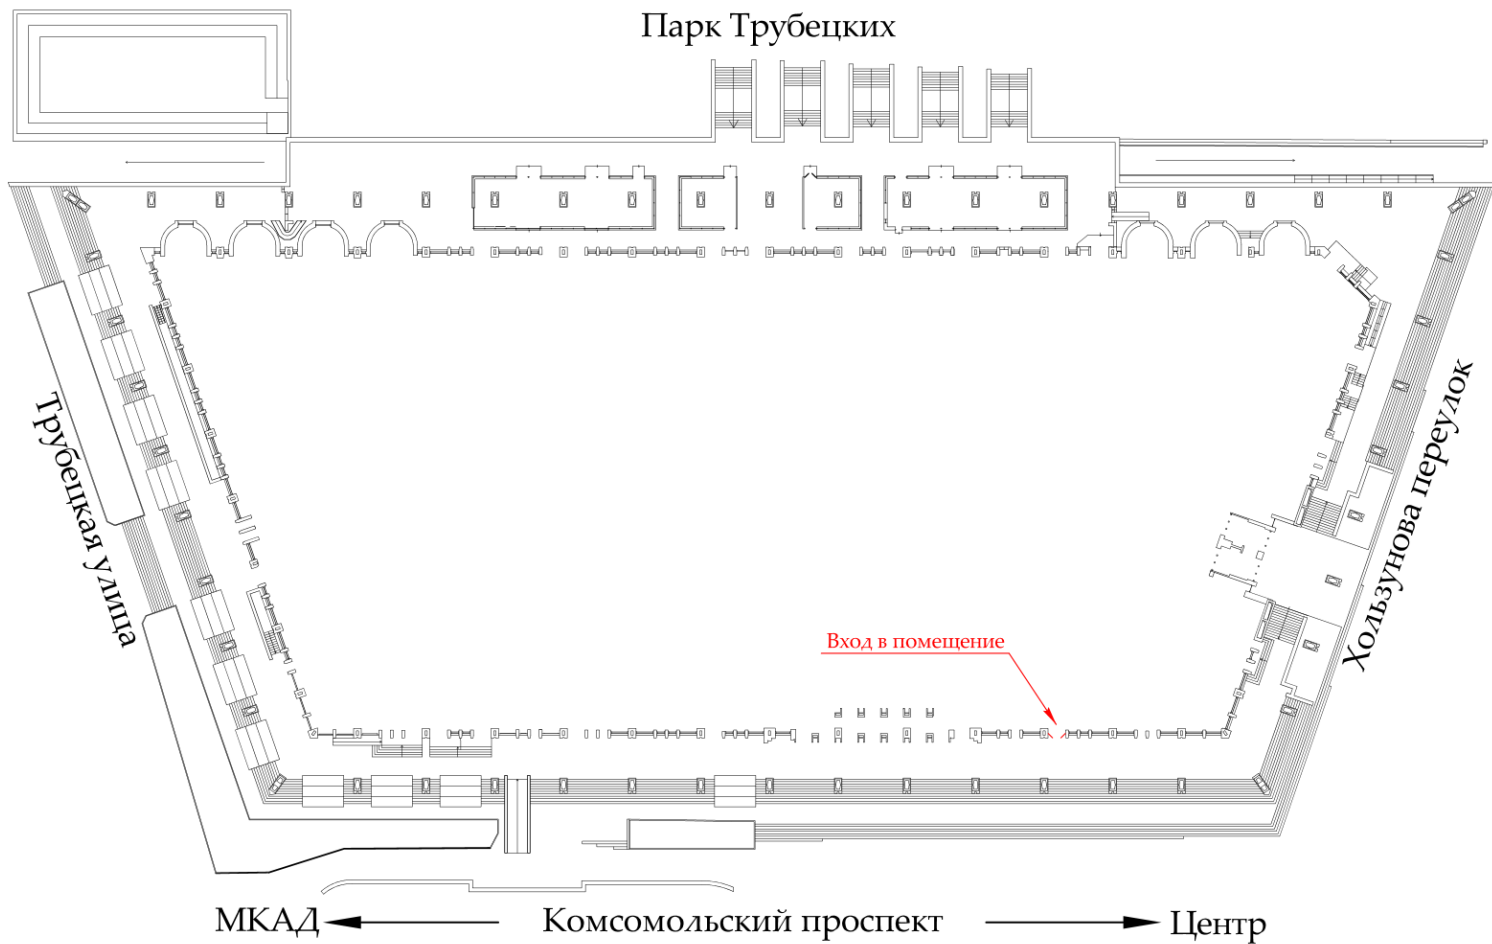 Парк Трубецких
Трубецкая улица
Хользунова переулок
Вход в помещение
МКАД
Комсомольский проспект
Центр